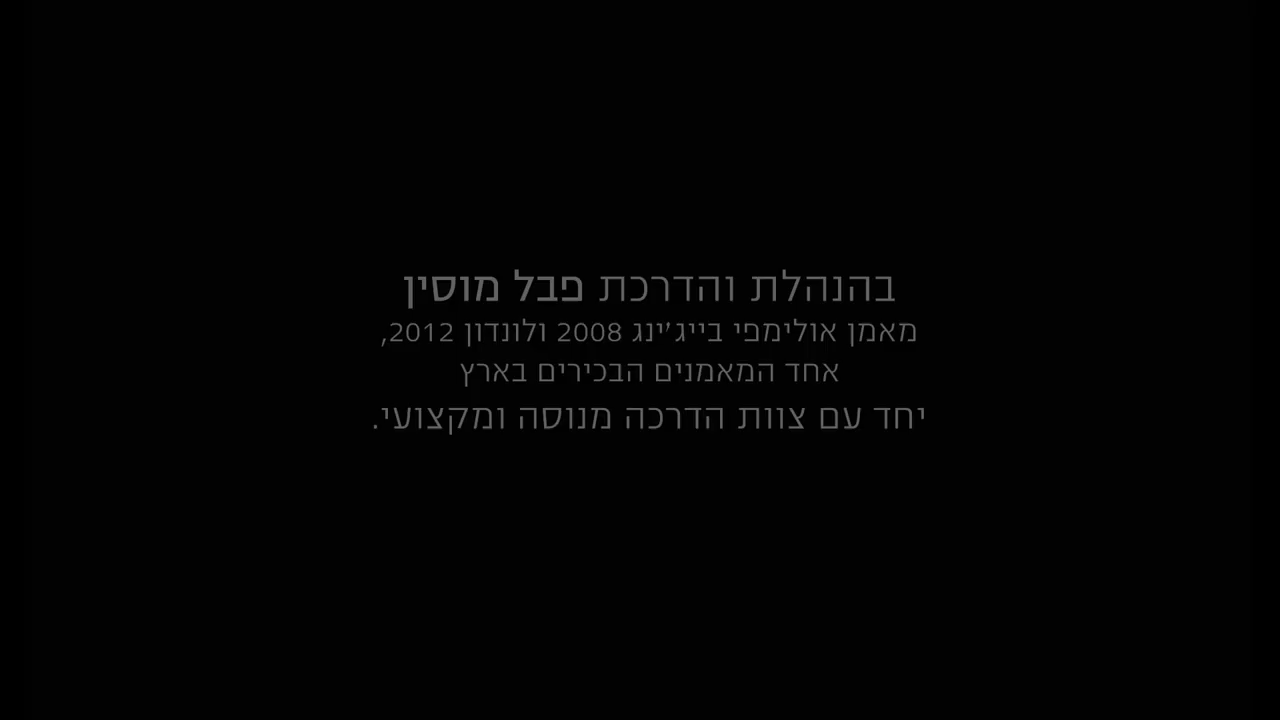 בהנהלת והדרכת פבל מוסין
מאמן אולימפי בייג'ינג 2008 ולונדון 2012,
אחד המאמנים הבכירים בארץ
יחד עם צוות הדרכה מנוסה ומקצועי.